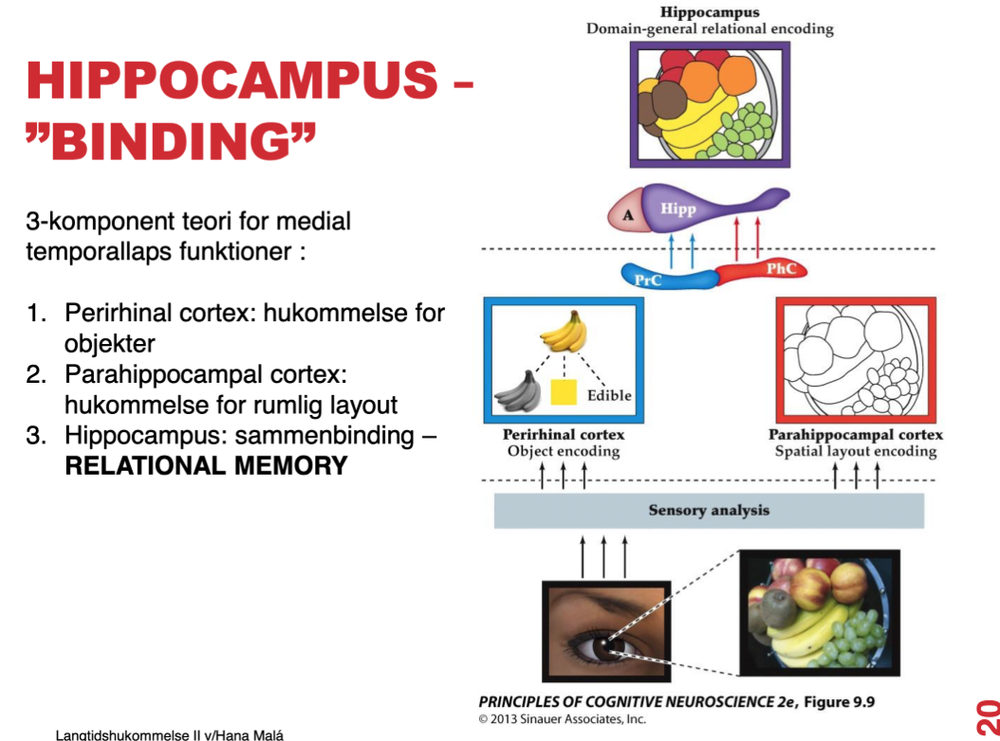 HIPPOCAMPUS –
”BINDING”
3-komponent teori for medial
temporallaps funktioner :
1. Perirhinal cortex: hukommelse for
objekter
2. Parahippocampal cortex:
hukommelse for rumlig layout
3. Hippocampus: sammenbinding –
RELATIONAL MEMORY
Hippocampus
Domain-general relational encoding
A
Hipp
PrC
PhC
Edible
Perirhinal cortex
Object encoding
Parahippocampal cortex
Spatial layout encoding
Sensory analysis
PRINCIPLES OF COGNITIVE NEUROSCIENCE 2e, Figure 9.9
© 2013 Sinauer Associates, Inc.
Langtidshukommelse II v/Hana Malá
20